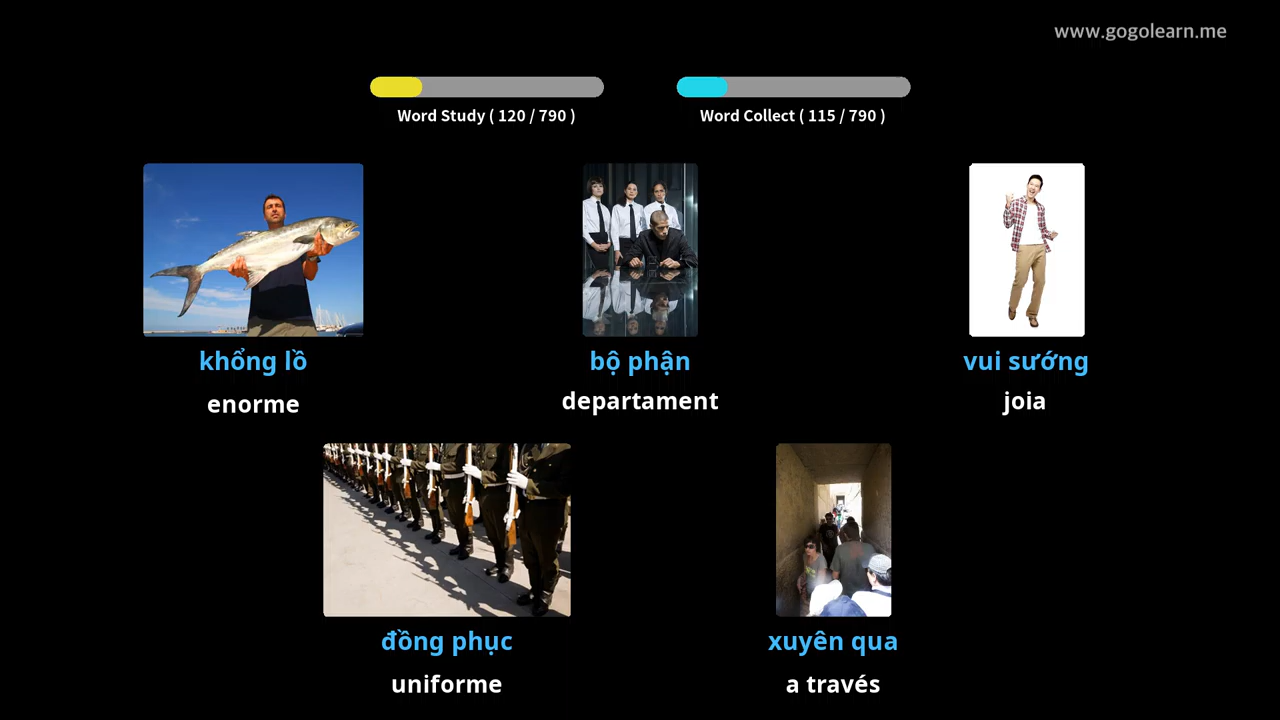 www.gogolearn.me
Word Study ( 120 / 790 )
Word Collect ( 115 / 790 )
khổng lồ
enorme
bộ phận
departament
vui sướng
joia
đồng phục
uniforme
xuyên qua
a través